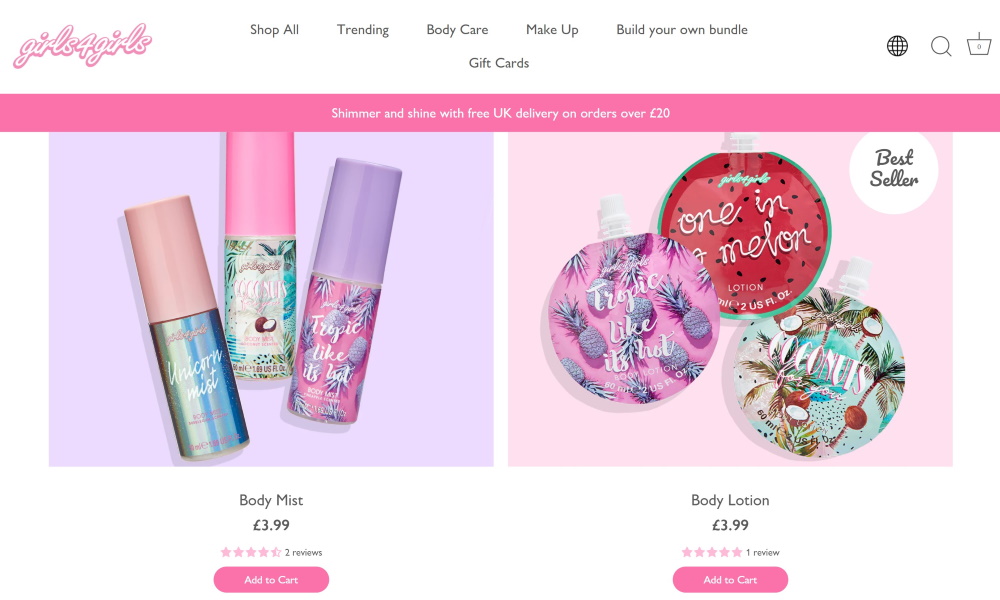 girls4girls
Shop All Trending Body Care Make Up Build your own bundle
Gift Cards
0
Shimmer and shine with free UK delivery on orders over £20
girls4girls
Unicorn
mist
BODY MIST
girls4girls
COCONUTS
BODY MIST
50 ml e 1.69 US Fl. Oz.
girls4girls
Tropic
like
its hot
BODY MIST
Best
Seller
girls4girls
one in
a melon
LOTION
2 US Fl. Oz.
Tropic
like
its hot
BODY LOTION
60 ml 2 US Fl. Oz.
COCONUTS
for you
60 ml
US Fl. Oz.
Body Mist
£3.99
2 reviews
Add to Cart
Body Lotion
£3.99
1 review
Add to Cart